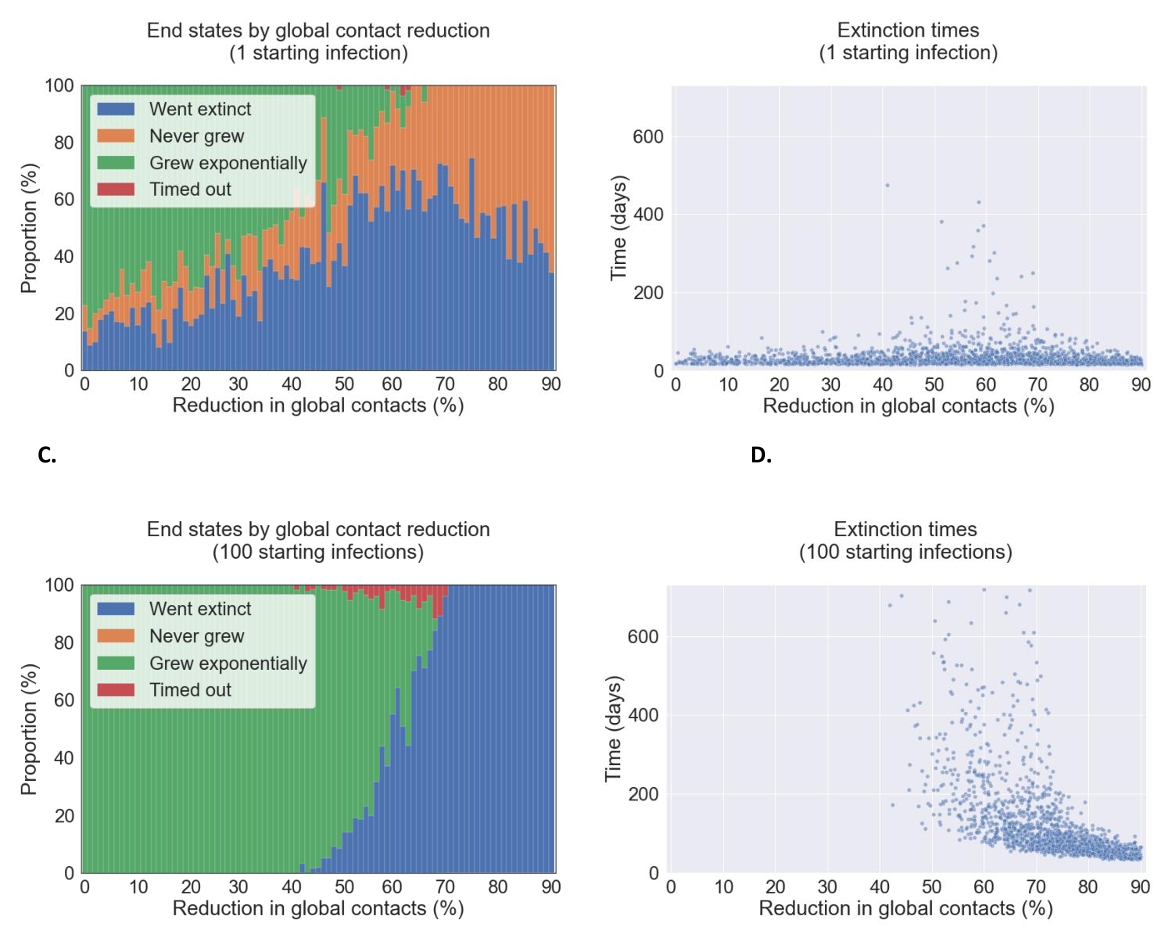 End states by global contact reduction
(1 starting infection)
100
80
60
40
20
0
Proportion (%)
Went extinct
Never grew
Grew exponentially
Timed out
0 10 20 30 40 50 60 70 80 90
Reduction in global contacts (%)
Extinction times
(1 starting infection)
600
400
200
0
Time (days)
0 10 20 30 40 50 60 70 80 90
Reduction in global contacts (%)
C.
D.
End states by global contact reduction
(100 starting infections)
100
80
60
40
20
0
Proportion (%)
Went extinct
Never grew
Grew exponentially
Timed out
0 10 20 30 40 50 60 70 80 90
Reduction in global contacts (%)
Extinction times
(100 starting infections)
600
400
200
0
Time (days)
0 10 20 30 40 50 60 70 80 90
Reduction in global contacts (%)